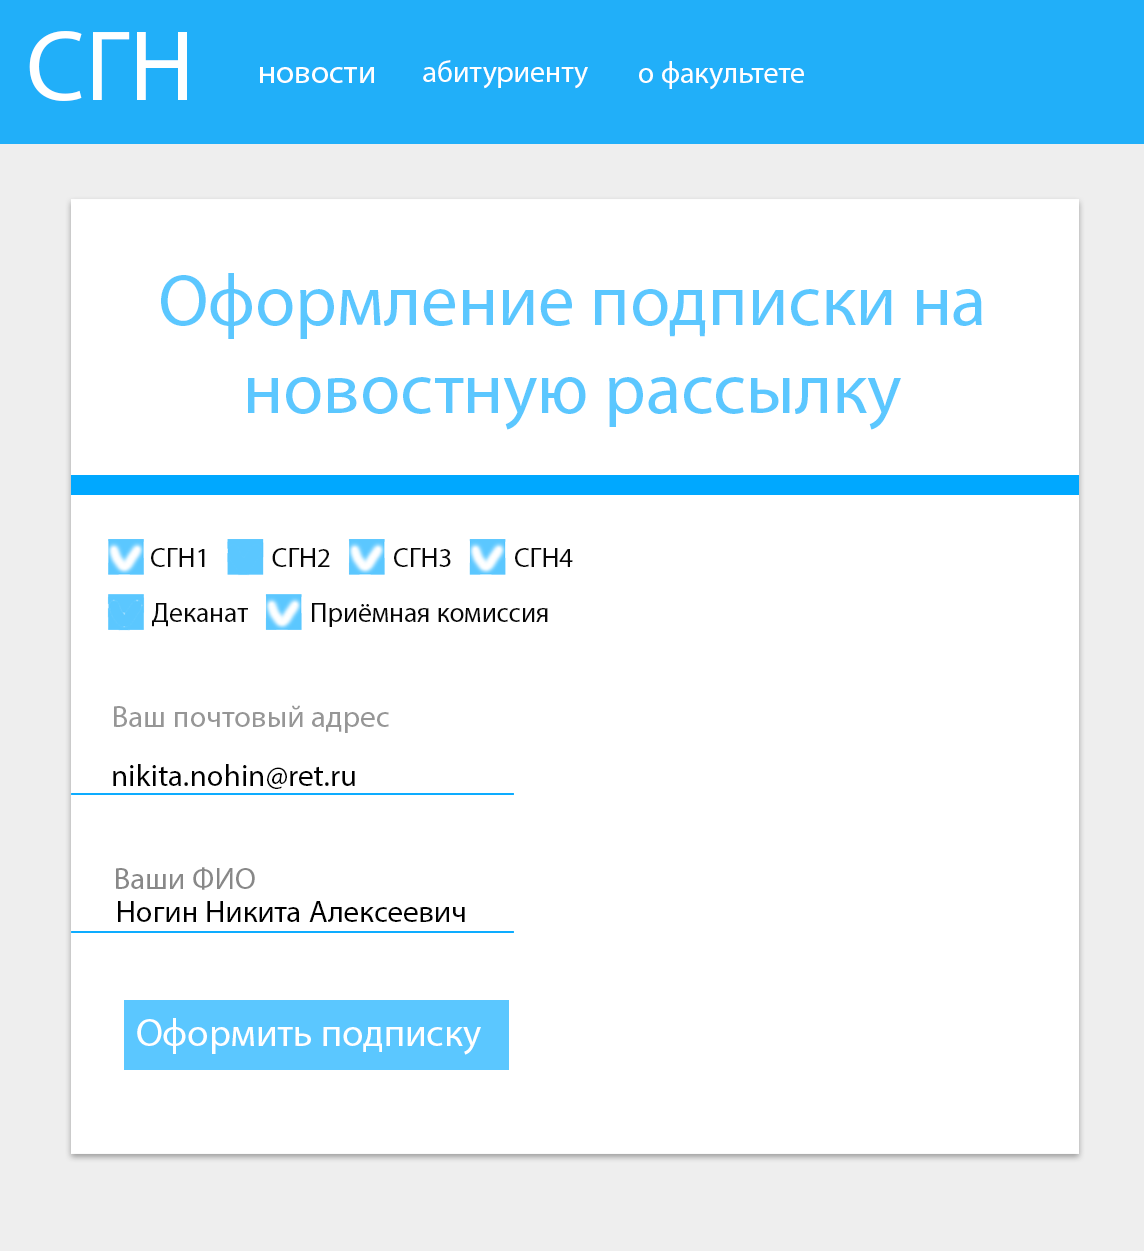 СГН новости абитуриенту о факультете
Оформление подписки на
новостную рассылку
СГН1 СГН2 СГН3 СГН4
Деканат Приёмная комиссия
Ваш почтовый адрес
nikita.nohin@ret.ru
Ваши ФИО
Ногин Никита Алексеевич
Оформить подписку